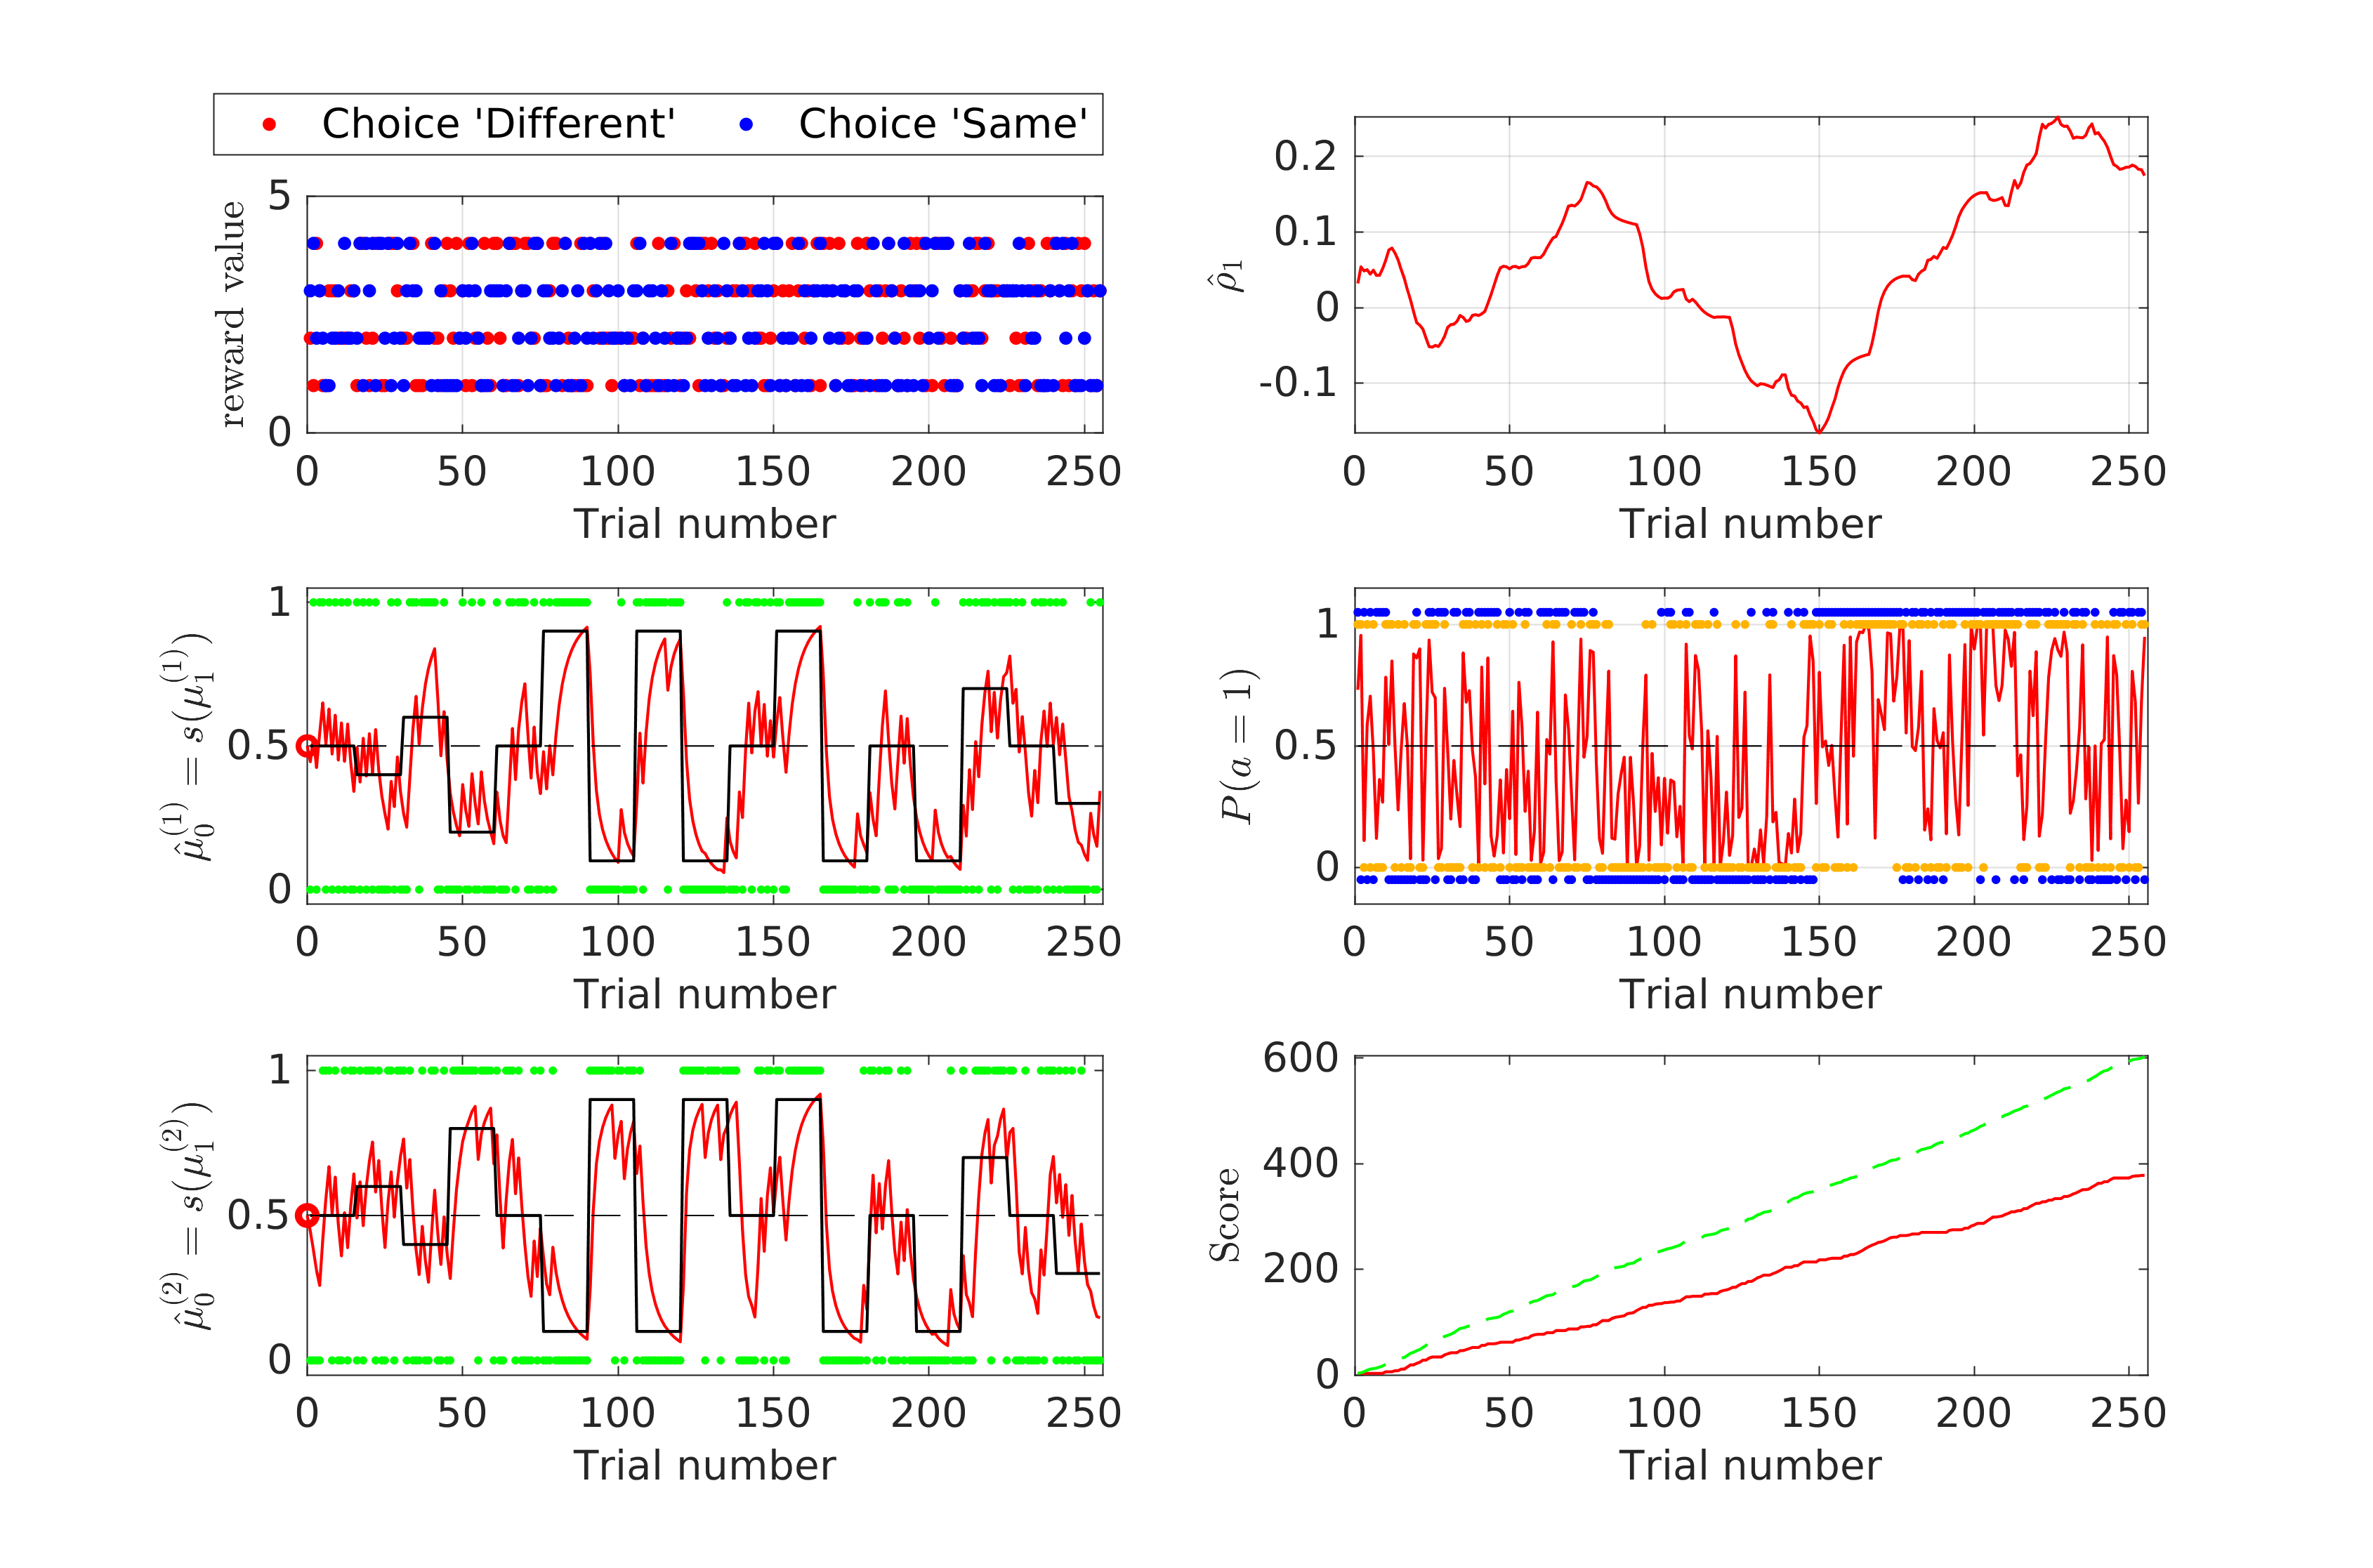 Choice 'Different' Choice 'Same'
5
0
reward value
0 50 100 150 200 250
Trial number
0.2
0.1
0
-0.1
ρ̂₁
0 50 100 150 200 250
Trial number
1
0.5
0
μ̂₀⁽¹⁾ = s(μ₁⁽¹⁾)
0 50 100 150 200 250
Trial number
1
0.5
0
P(a = 1)
0 50 100 150 200 250
Trial number
1
0.5
0
μ̂₀⁽²⁾ = s(μ₁⁽²⁾)
0 50 100 150 200 250
Trial number
600
400
200
0
Score
0 50 100 150 200 250
Trial number